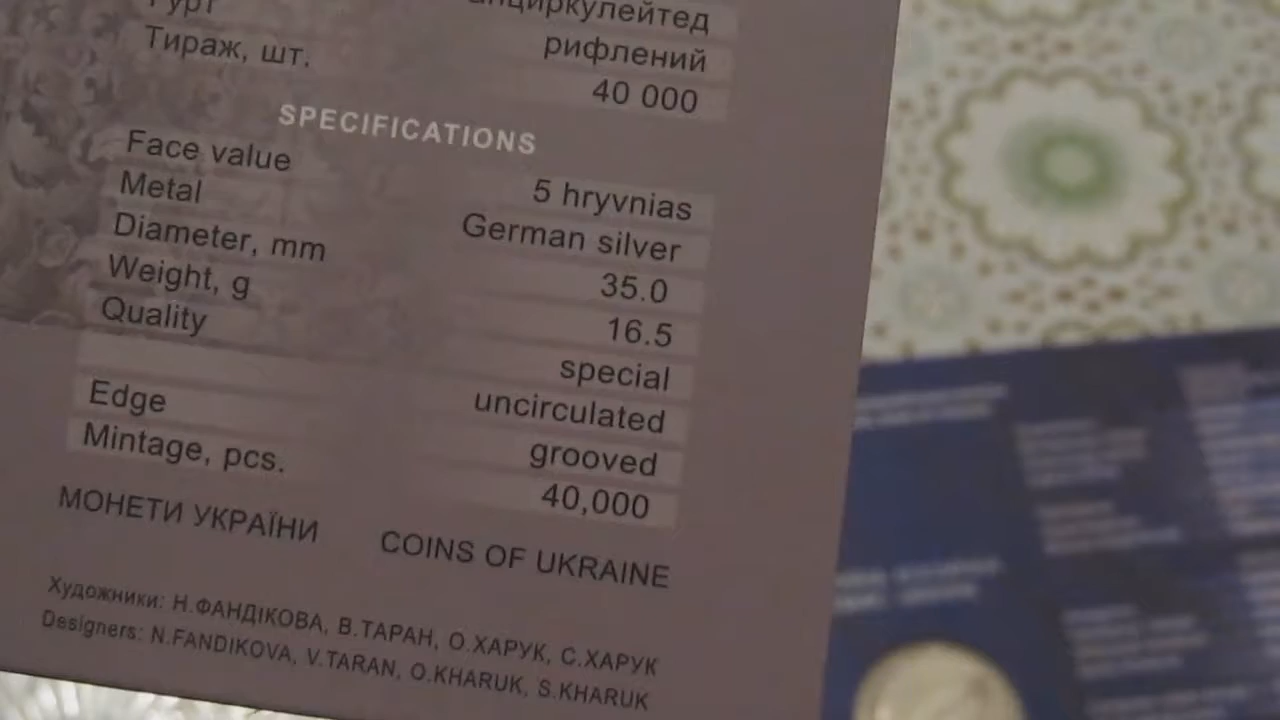 Гурт
анциркулейтед
рифлений
Тираж, шт.
40 000
SPECIFICATIONS
Face value
5 hryvnias
Metal
German silver
Diameter, mm
35.0
Weight, g
16.5
Quality
special
uncirculated
Edge
grooved
Mintage, pcs.
40,000
МОНЕТИ УКРАЇНИ
COINS OF UKRAINE
Художники: Н.ФАНДІКОВА, В.ТАРАН, О.ХАРУК, С.ХАРУК
Designers: N.FANDIKOVA, V.TARAN, O.KHARUK, S.KHARUK